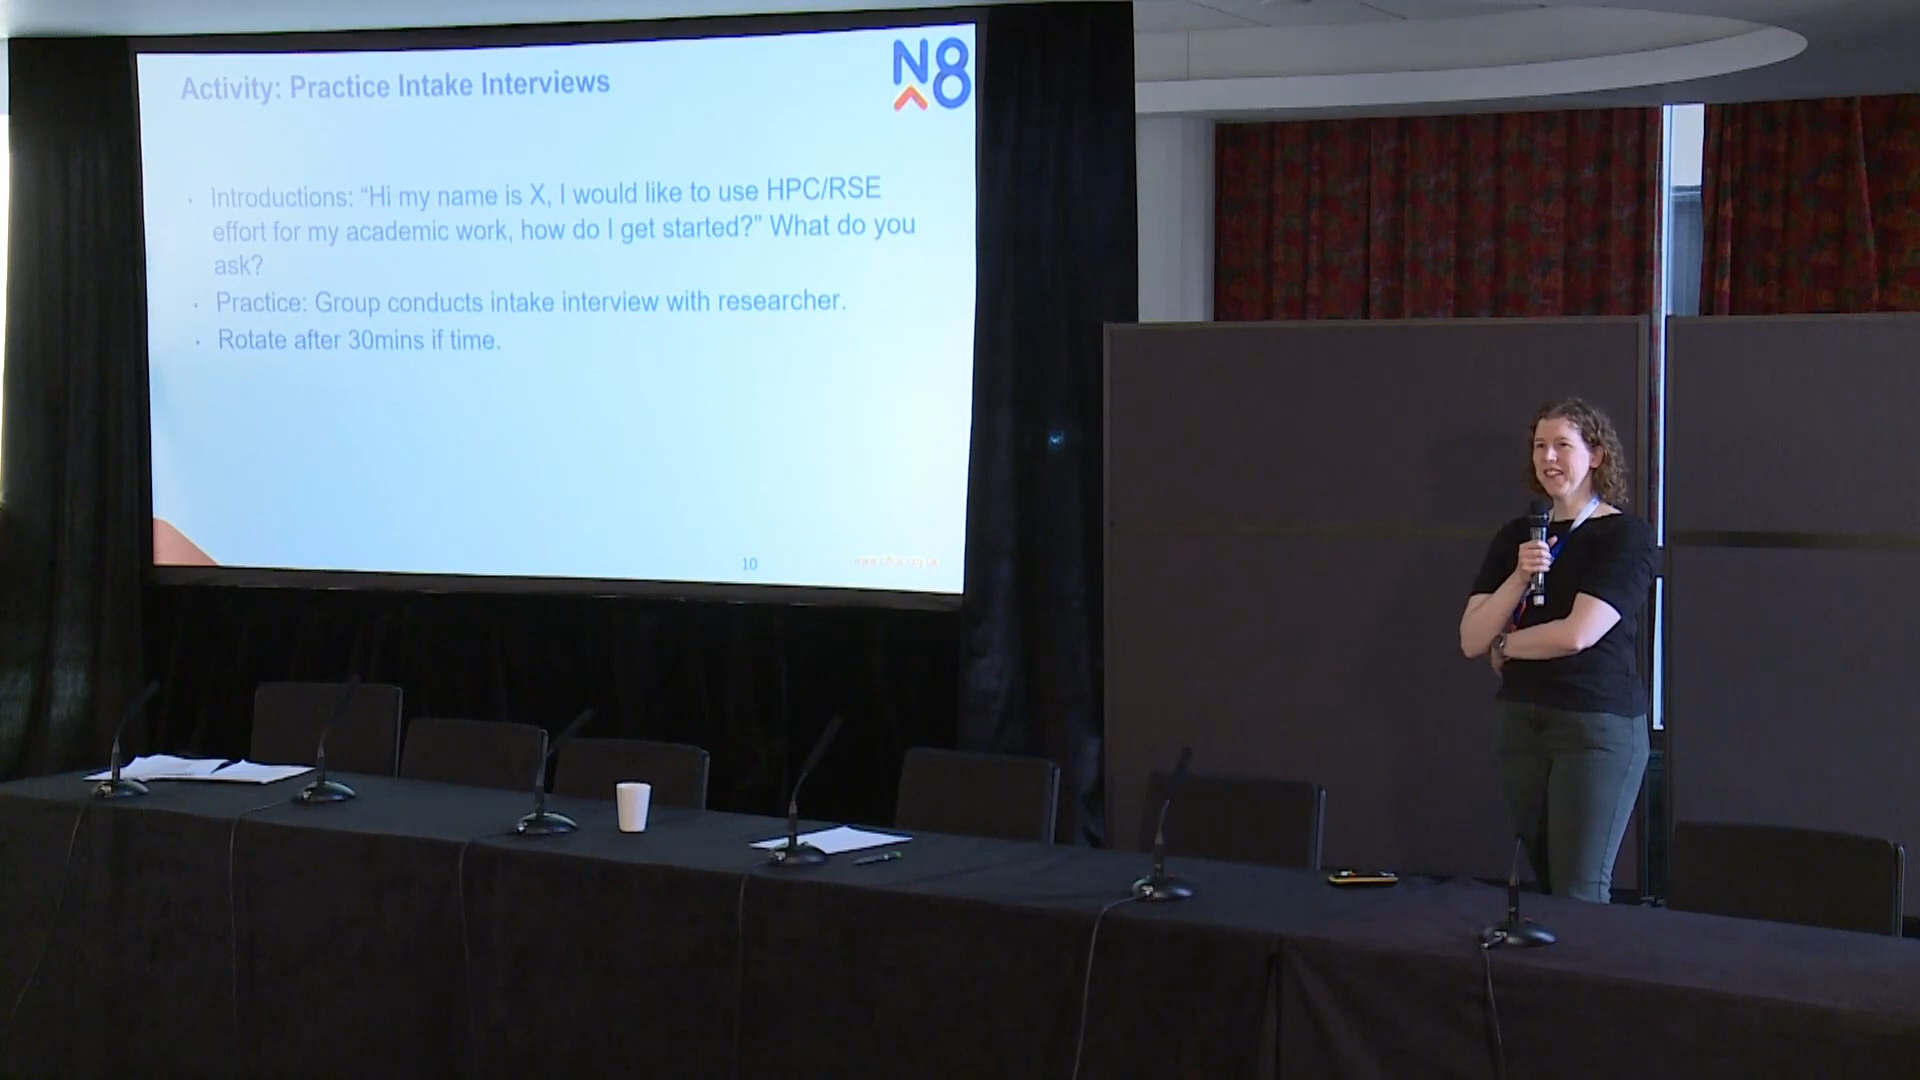 Activity: Practice Intake Interviews
N8
Introductions: “Hi my name is X, I would like to use HPC/RSE
effort for my academic work, how do I get started?” What do you
ask?
Practice: Group conducts intake interview with researcher.
Rotate after 30mins if time.
10